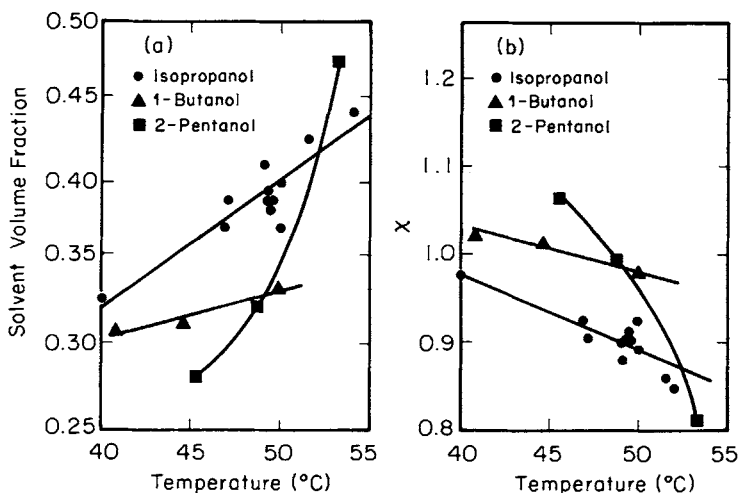 (a)
Isopropanol
1-Butanol
2-Pentanol
Solvent Volume Fraction
0.50
0.45
0.40
0.30
0.30
0.25
40
45
50
55
Temperature (°C)
(b)
Isopropanol
1-Butanol
2-Pentanol
χ
1.2
1.1
1.0
0.9
0.8
40
45
50
55
Temperature (°C)